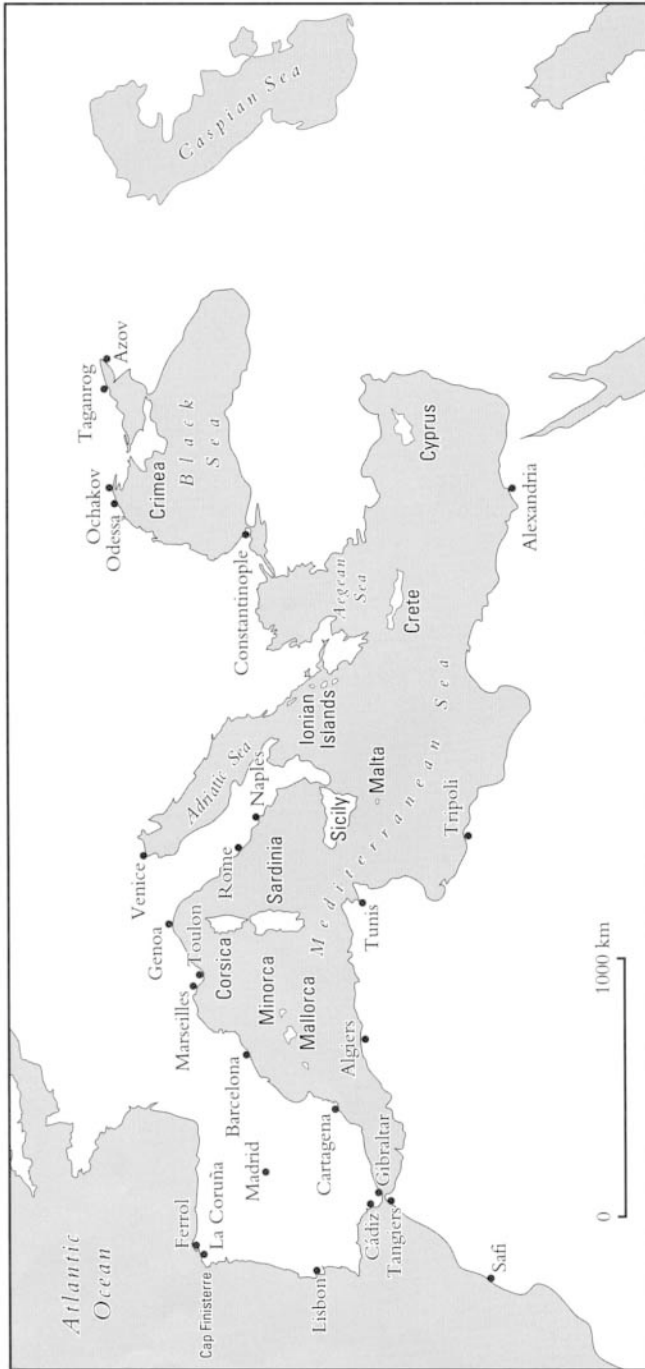 Atlantic
Ocean
Cap Finisterre
Ferrol
La Coruña
Lisbon
Madrid
Cádiz
Gibraltar
Tangiers
Safi
Cartagena
Barcelona
Marseilles
Toulon
Genoa
Corsica
Minorca
Mallorca
Algiers
Sardinia
Venice
Adriatic Sea
Rome
Naples
Sicily
Malta
Mediterranean Sea
Tunis
Tripoli
Ionian
Islands
Aegean
Sea
Crete
Constantinople
Odessa
Ochakov
Crimea
Black
Sea
Taganrog
Azov
Cyprus
Alexandria
Caspian Sea
0
1000 km